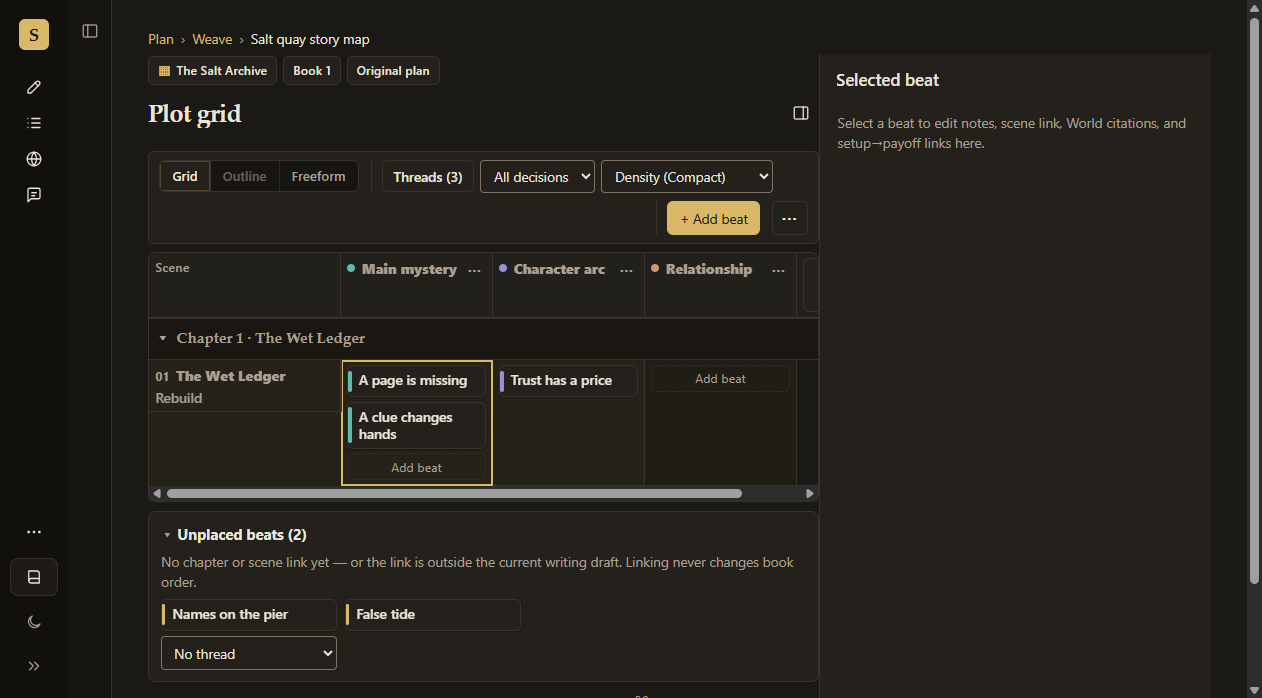 S
Plan › Weave › Salt quay story map
The Salt Archive
Book 1
Original plan
Plot grid
Grid
Outline
Freeform
Threads (3)
All decisions
Density (Compact)
+ Add beat
Scene
Main mystery
Character arc
Relationship
Chapter 1 · The Wet Ledger
01 The Wet Ledger
Rebuild
A page is missing
A clue changes
hands
Add beat
Trust has a price
Add beat
Unplaced beats (2)
No chapter or scene link yet — or the link is outside the current writing draft. Linking never changes book
order.
Names on the pier
False tide
No thread
Selected beat
Select a beat to edit notes, scene link, World citations, and
setup→payoff links here.